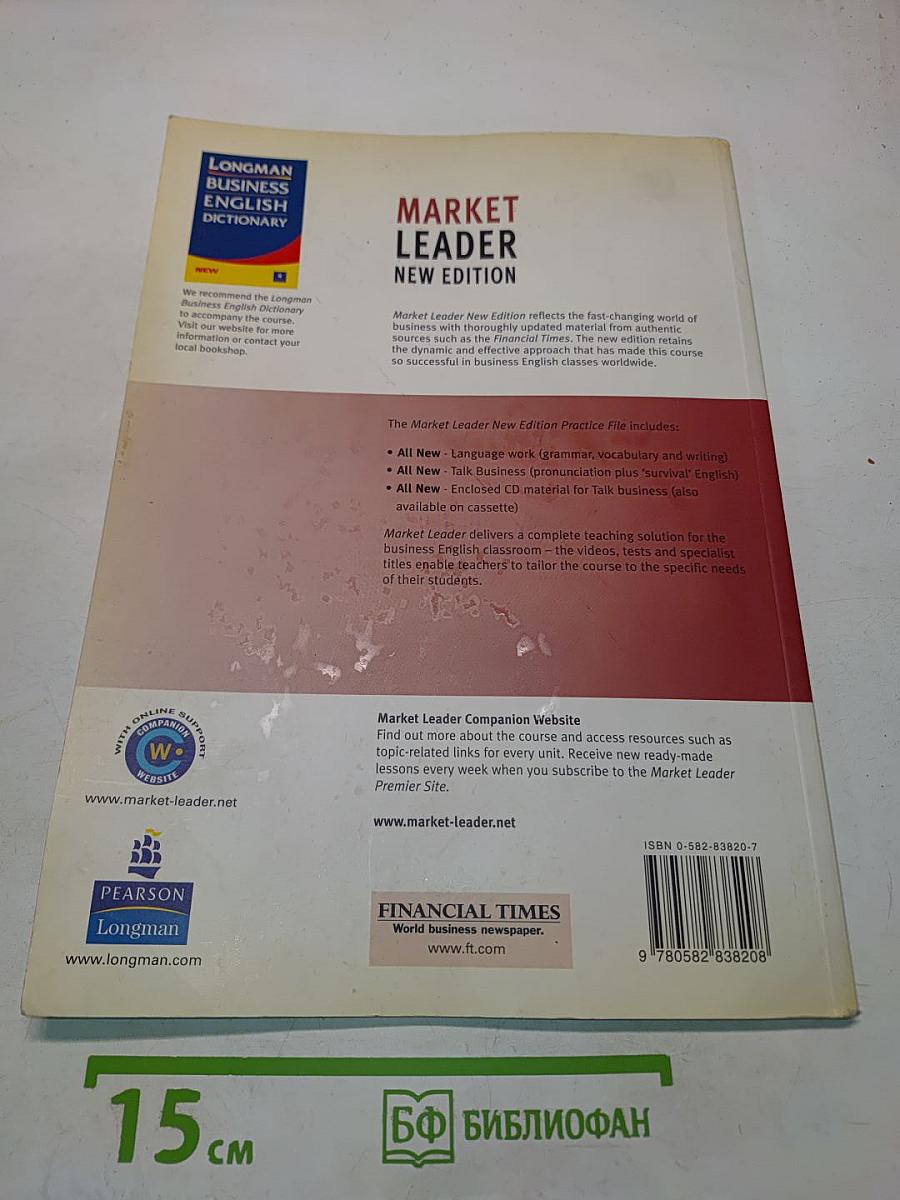 LONGMAN
BUSINESS
ENGLISH
DICTIONARY
NEW
We recommend the Longman
Business English Dictionary
to accompany the course.
Visit our website for more
information or contact your
local bookshop.
MARKET
LEADER
NEW EDITION
Market Leader New Edition reflects the fast-changing world of
business with thoroughly updated material from authentic
sources such as the Financial Times. The new edition retains
the dynamic and effective approach that has made this course
so successful in business English classes worldwide.
The Market Leader New Edition Practice File includes:
• All New - Language work (grammar, vocabulary and writing)
• All New - Talk Business (pronunciation plus 'survival' English)
• All New - Enclosed CD material for Talk business (also
available on cassette)
Market Leader delivers a complete teaching solution for the
business English classroom – the videos, tests and specialist
titles enable teachers to tailor the course to the specific needs
of their students.
WITH ONLINE SUPPORT
COMPANION
W
WEBSITE
www.market-leader.net
PEARSON
Longman
www.longman.com
Market Leader Companion Website
Find out more about the course and access resources such as
topic-related links for every unit. Receive new ready-made
lessons every week when you subscribe to the Market Leader
Premier Site.
www.market-leader.net
FINANCIAL TIMES
World business newspaper.
www.ft.com
ISBN 0-582-83820-7
9 780582 838208
15 см
БФ БИБЛИОФАН